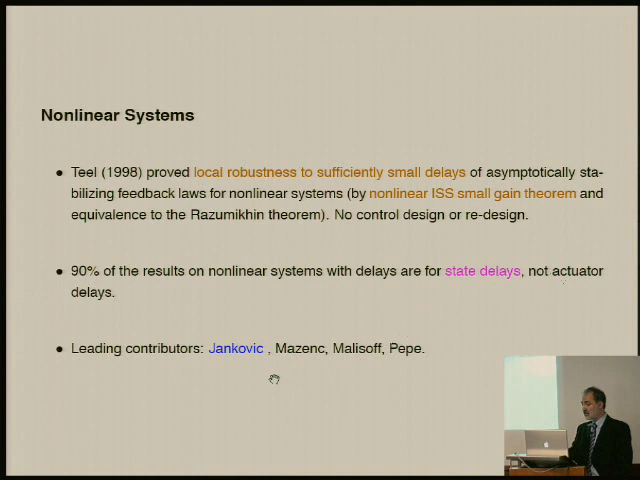 Nonlinear Systems
● Teel (1998) proved local robustness to sufficiently small delays of asymptotically sta-
bilizing feedback laws for nonlinear systems (by nonlinear ISS small gain theorem and
equivalence to the Razumikhin theorem). No control design or re-design.
● 90% of the results on nonlinear systems with delays are for state delays, not actuator
delays.
● Leading contributors: Jankovic , Mazenc, Malisoff, Pepe.